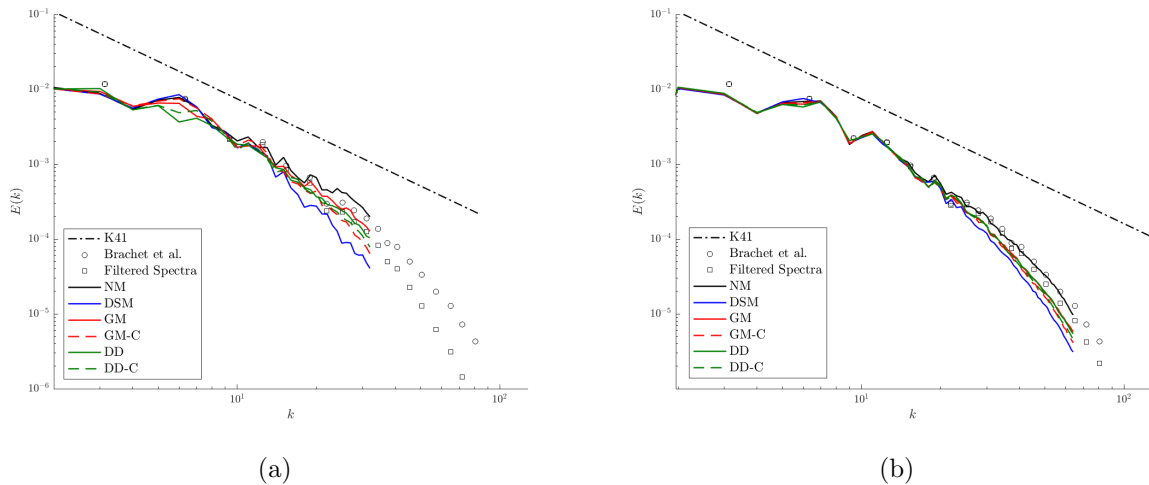 10^{-1}
10^{-2}
10^{-3}
10^{-4}
10^{-5}
10^{-6}
E(k)
K41
Brachet et al.
Filtered Spectra
NM
DSM
GM
GM-C
DD
DD-C
10^{1}
10^{2}
k
(a)
10^{-1}
10^{-2}
10^{-3}
10^{-4}
10^{-5}
E(k)
K41
Brachet et al.
Filtered Spectra
NM
DSM
GM
GM-C
DD
DD-C
10^{1}
10^{2}
k
(b)